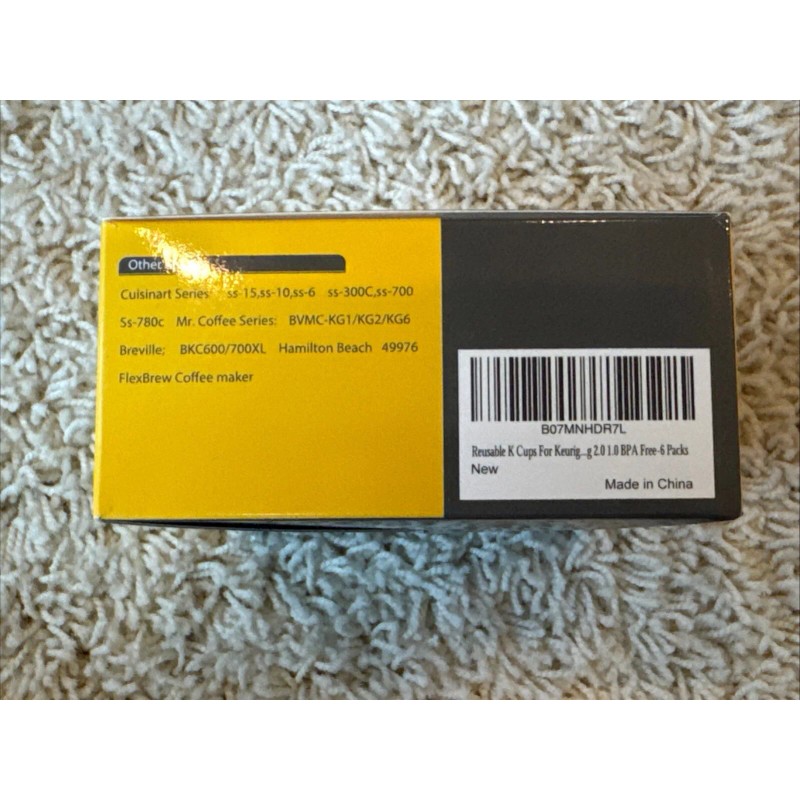 Other
Cuisinart Series: ss-15,ss-10,ss-6 ss-300C,ss-700
Ss-780c Mr. Coffee Series: BVMC-KG1/KG2/KG6
Breville; BKC600/700XL Hamilton Beach 49976
FlexBrew Coffee maker
B07MNHDR7L
Reusable K Cups For Keurig...g 2.0 1.0 BPA Free-6 Packs
New
Made in China